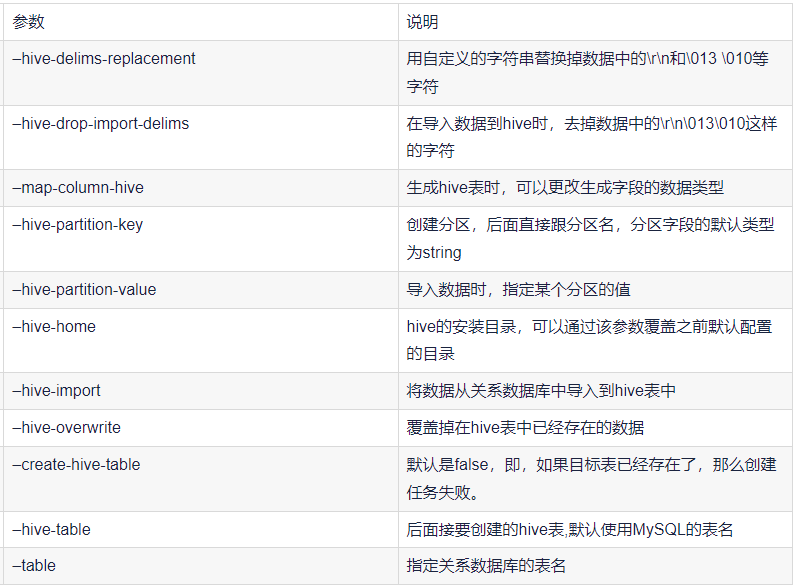 参数
说明
–hive-delims-replacement
用自定义的字符串替换掉数据中的\r\n和\013 \010等
字符
–hive-drop-import-delims
在导入数据到hive时，去掉数据中的\r\n\013\010这样
的字符
–map-column-hive
生成hive表时，可以更改生成字段的数据类型
–hive-partition-key
创建分区，后面直接跟分区名，分区字段的默认类型
为string
–hive-partition-value
导入数据时，指定某个分区的值
–hive-home
hive的安装目录，可以通过该参数覆盖之前默认配置
的目录
–hive-import
将数据从关系数据库中导入到hive表中
–hive-overwrite
覆盖掉在hive表中已经存在的数据
–create-hive-table
默认是false，即，如果目标表已经存在了，那么创建
任务失败。
–hive-table
后面接要创建的hive表,默认使用MySQL的表名
–table
指定关系数据库的表名